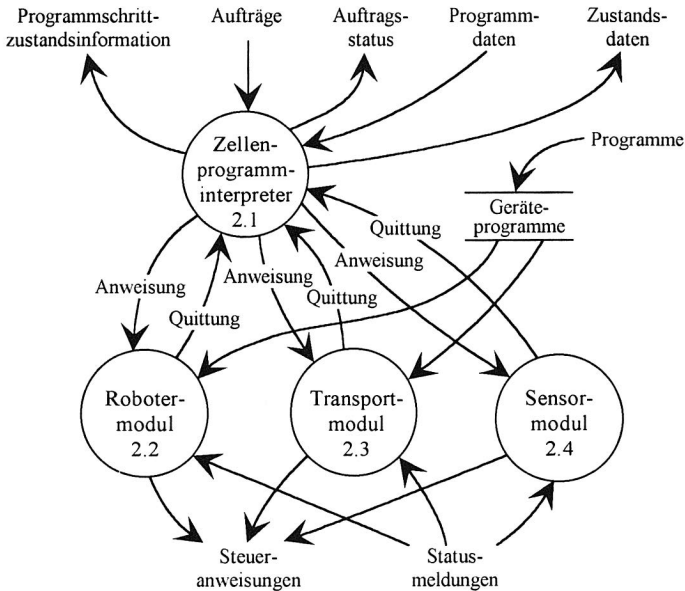 Programmschritt-
zustandsinformation
Aufträge
Auftrags-
status
Programm-
daten
Zustands-
daten
Programme
Zellen-
programm-
interpreter
2.1
Geräte-
programme
Quittung
Anweisung
Anweisung
Anweisung
Quittung
Quittung
Roboter-
modul
2.2
Transport-
modul
2.3
Sensor-
modul
2.4
Steuer-
anweisungen
Status-
meldungen